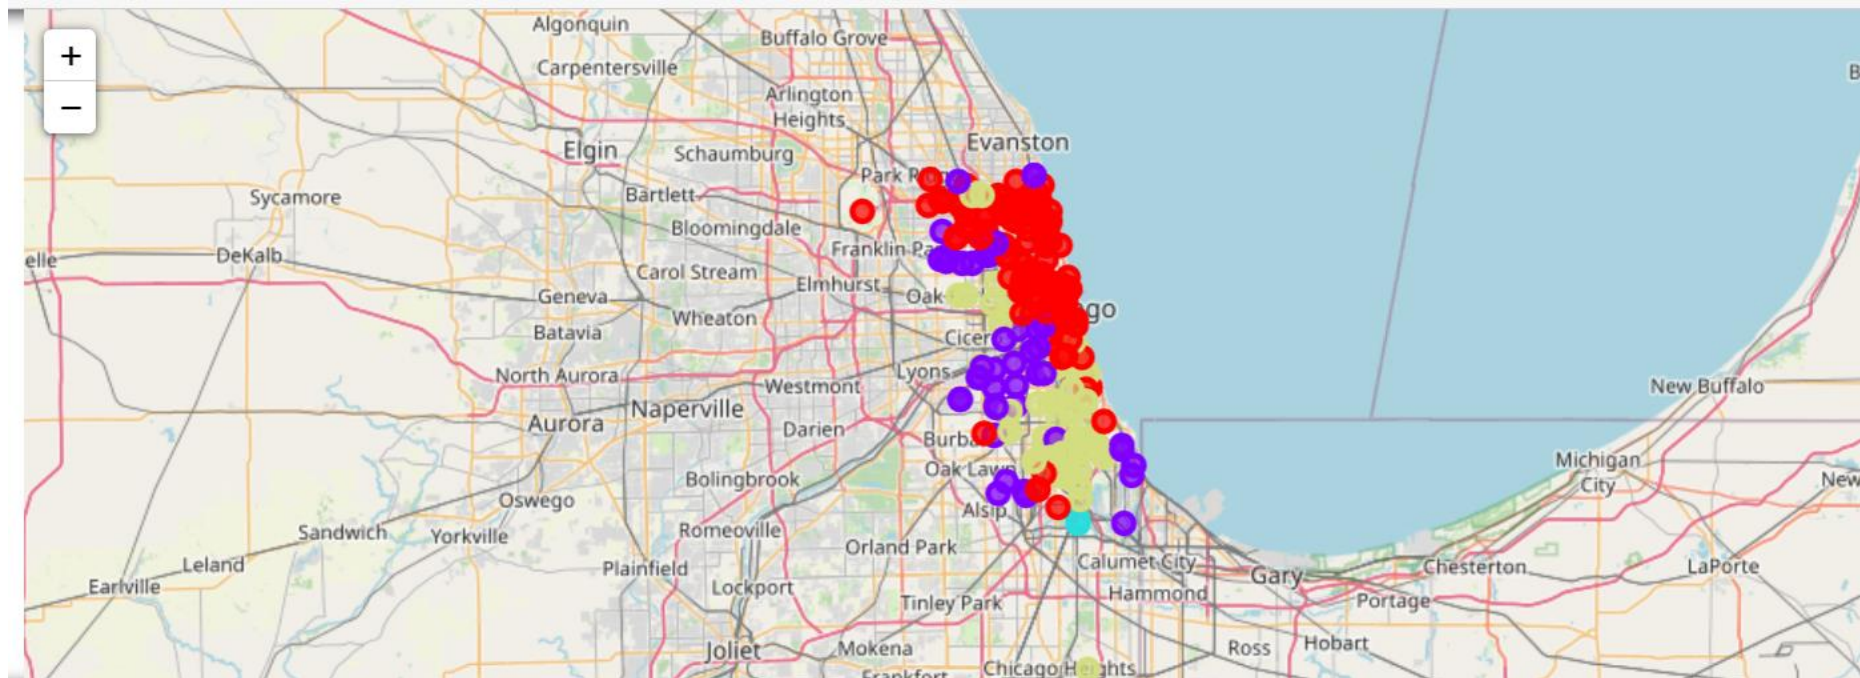 +
−
Algonquin
Buffalo Grove
Carpentersville
Arlington
Heights
Evanston
Elgin
Schaumburg
Park R
Bartlett
Sycamore
Bloomingdale
Franklin Pa
elle
DeKalb
Carol Stream
Elmhurst
Oak
Geneva
Wheaton
ago
Batavia
Cicer
Lyons
North Aurora
Westmont
New Buffalo
Naperville
Aurora
Darien
Burba
Oak Lawn
Michigan
City
Bolingbrook
New
Oswego
Alsip
Sandwich
Romeoville
Yorkville
Orland Park
Calumet City
Leland
Plainfield
Chesterton
LaPorte
Gary
Earlville
Lockport
Hammond
Tinley Park
Portage
Joliet
Mokena
Ross
Hobart
Chicago Heights
Frankfort
B